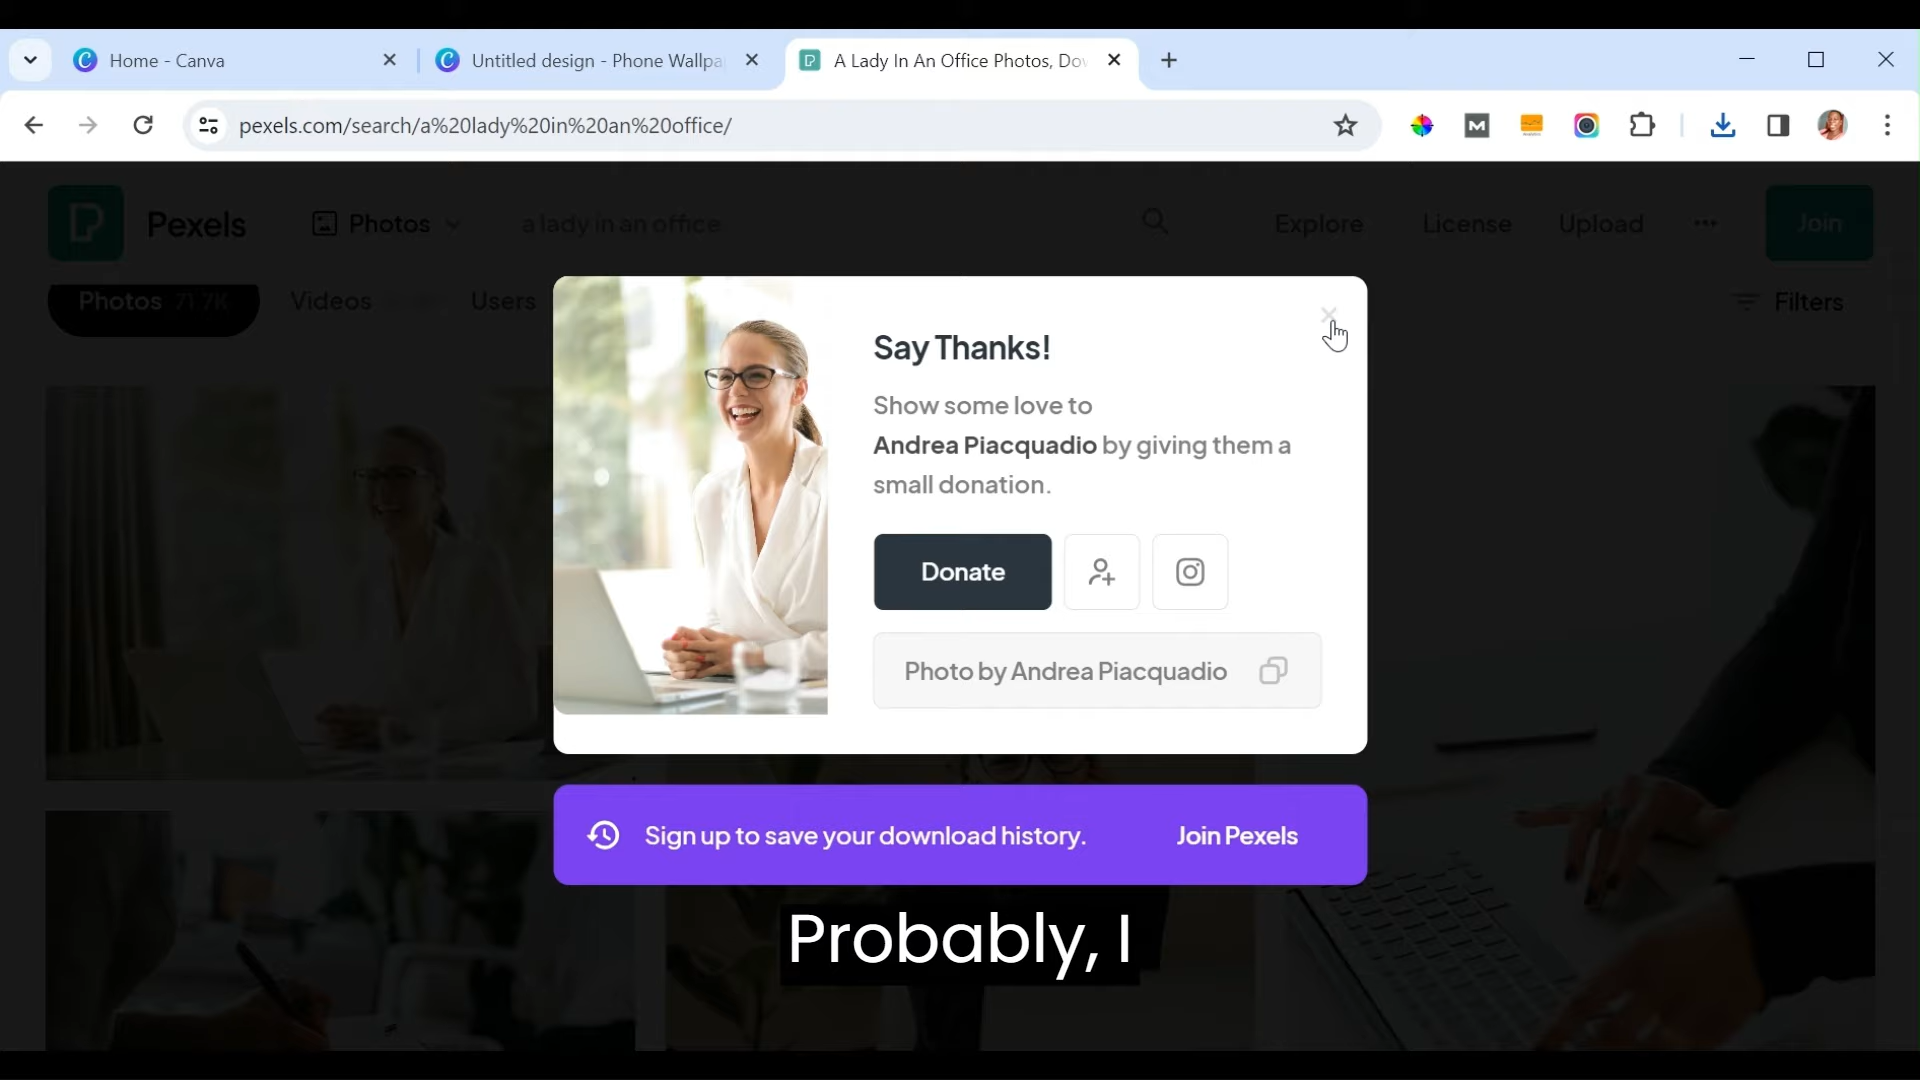 Home - Canva
Untitled design - Phone Wallpa
A Lady In An Office Photos, Dov
pexels.com/search/a%20lady%20in%20an%20office/
Pexels
Photos
a lady in an office
Explore
License
Upload
Join
Photos 71.7K
Videos
Users
Filters
Say Thanks!
Show some love to
Andrea Piacquadio by giving them a
small donation.
Donate
Photo by Andrea Piacquadio
Sign up to save your download history.
Join Pexels
Probably, I